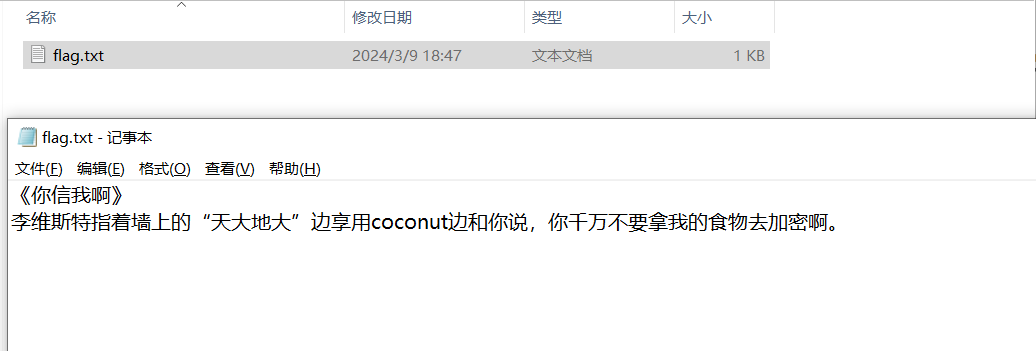 名称 修改日期 类型 大小
flag.txt 2024/3/9 18:47 文本文档 1 KB
flag.txt - 记事本
文件(F) 编辑(E) 格式(O) 查看(V) 帮助(H)
《你信我啊》
李维斯特指着墙上的“天大地大”边享用coconut边和你说，你千万不要拿我的食物去加密啊。